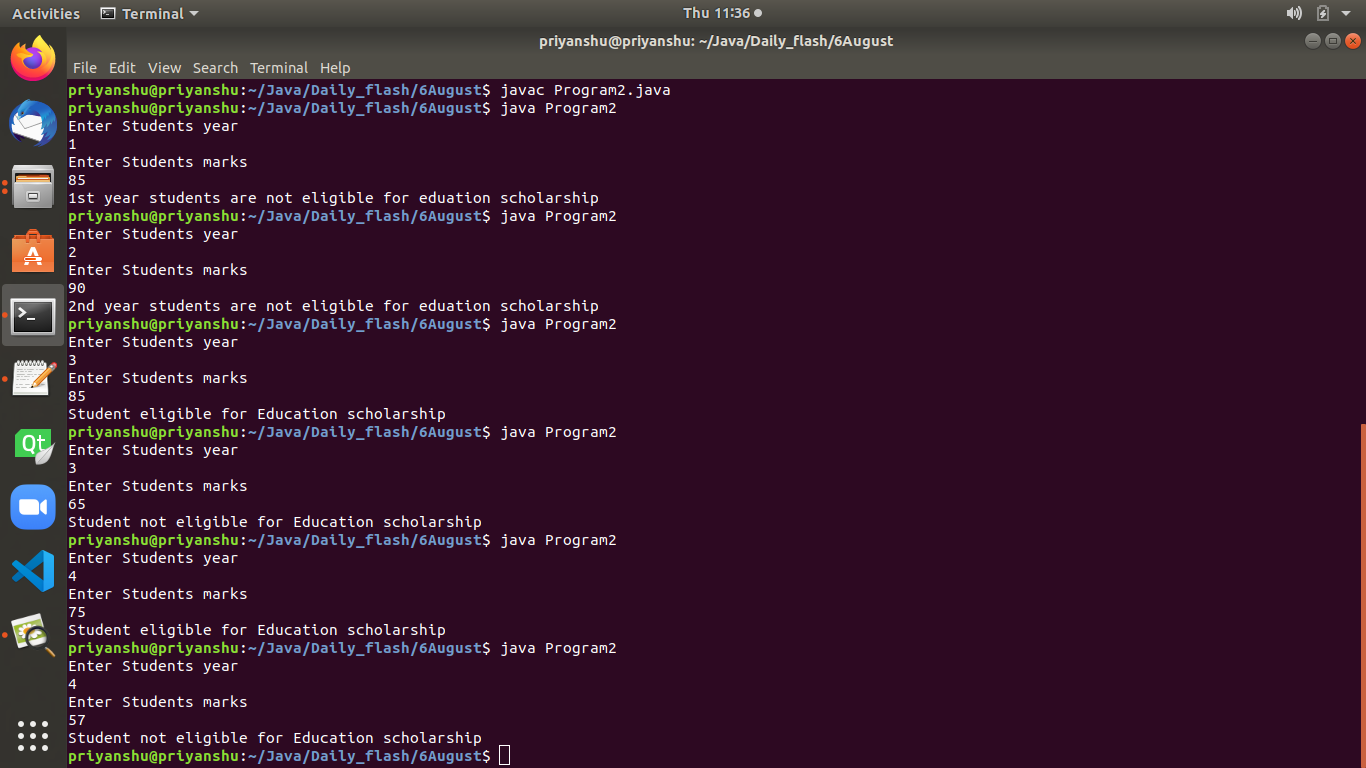 Activities Terminal Thu 11:36
priyanshu@priyanshu: ~/Java/Daily_flash/6August
File Edit View Search Terminal Help
priyanshu@priyanshu:~/Java/Daily_flash/6August$ javac Program2.java
priyanshu@priyanshu:~/Java/Daily_flash/6August$ java Program2
Enter Students year
1
Enter Students marks
85
1st year students are not eligible for eduation scholarship
priyanshu@priyanshu:~/Java/Daily_flash/6August$ java Program2
Enter Students year
2
Enter Students marks
90
2nd year students are not eligible for eduation scholarship
priyanshu@priyanshu:~/Java/Daily_flash/6August$ java Program2
Enter Students year
3
Enter Students marks
85
Student eligible for Education scholarship
priyanshu@priyanshu:~/Java/Daily_flash/6August$ java Program2
Enter Students year
3
Enter Students marks
65
Student not eligible for Education scholarship
priyanshu@priyanshu:~/Java/Daily_flash/6August$ java Program2
Enter Students year
4
Enter Students marks
75
Student eligible for Education scholarship
priyanshu@priyanshu:~/Java/Daily_flash/6August$ java Program2
Enter Students year
4
Enter Students marks
57
Student not eligible for Education scholarship
priyanshu@priyanshu:~/Java/Daily_flash/6August$
Qt